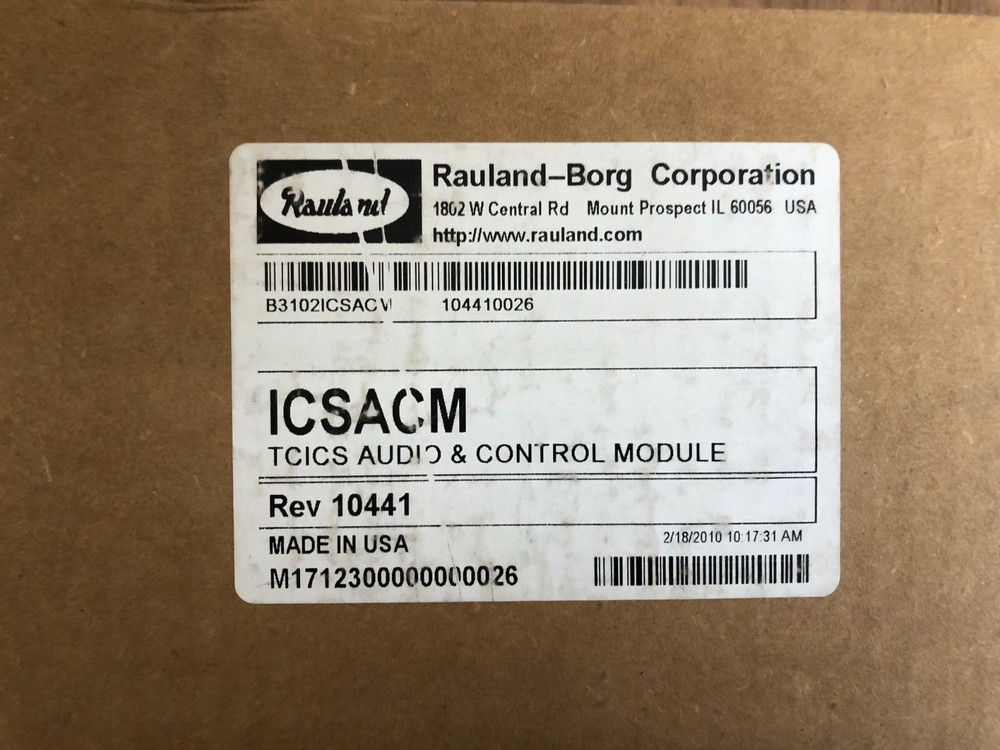 Rauland
Rauland-Borg Corporation
1802 W Central Rd Mount Prospect IL 60056 USA
http://www.rauland.com
B3102ICSACM 104410026
ICSACM
TCICS AUDIO & CONTROL MODULE
Rev 10441
MADE IN USA 2/18/2010 10:17:31 AM
M1712300000000026